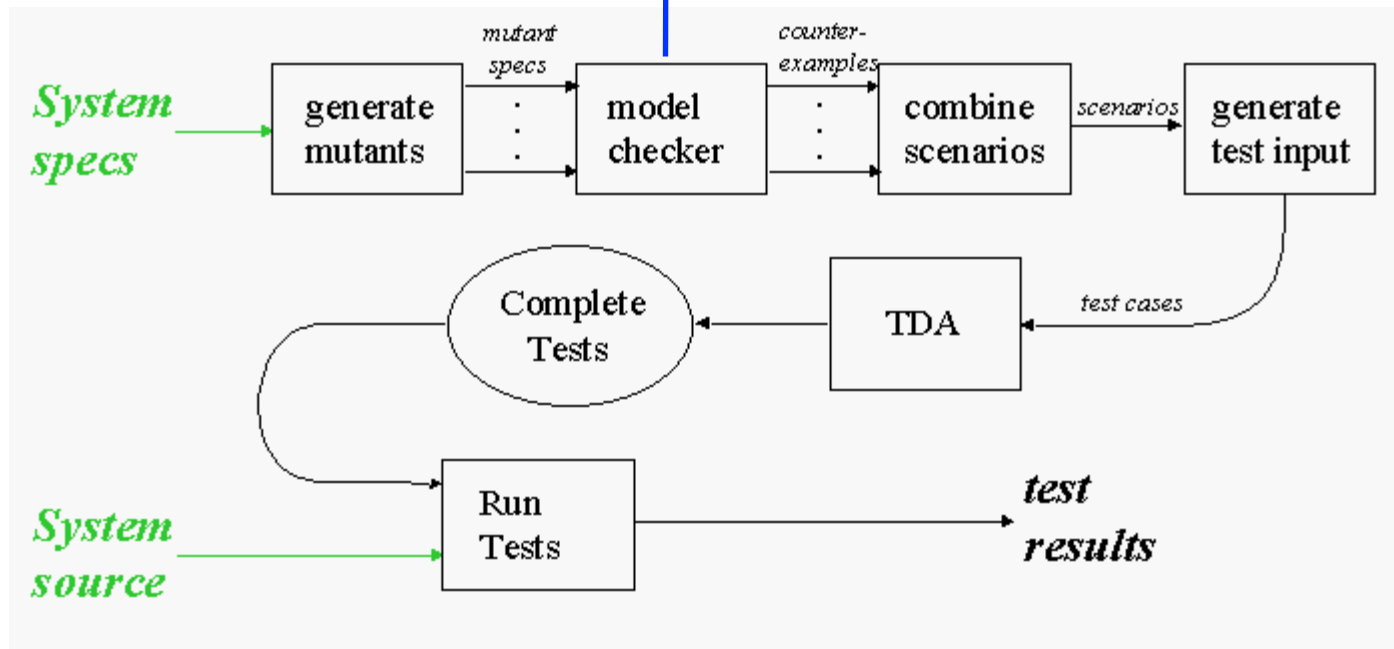 System
specs
generate
mutants
mutant
specs
model
checker
counter-
examples
combine
scenarios
scenarios
generate
test input
test cases
TDA
Complete
Tests
Run
Tests
System
source
test
results